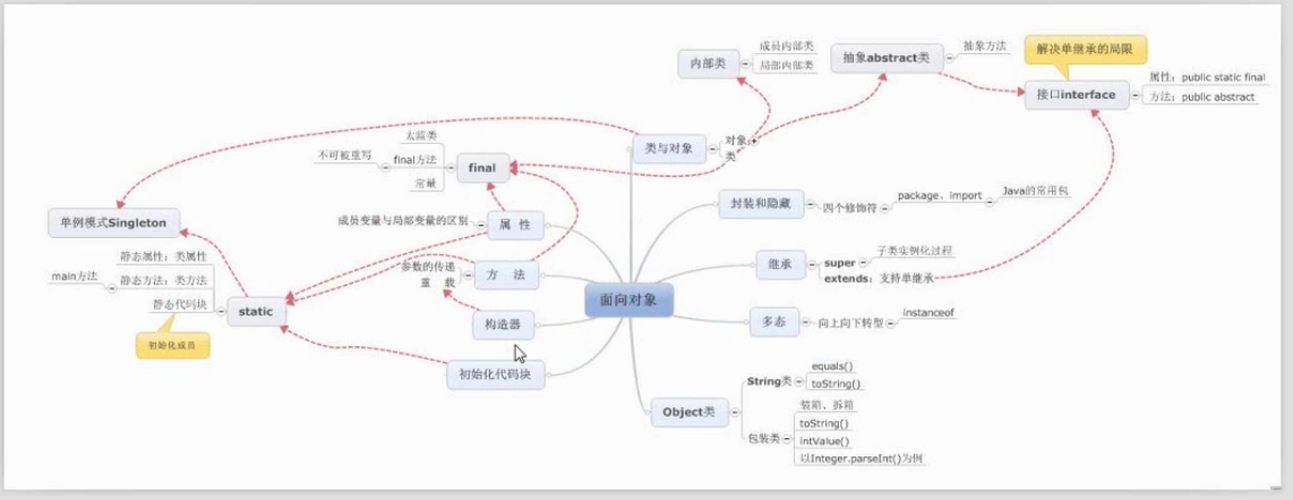 解决单继承的局限
内部类
成员内部类
局部内部类
抽象abstract类
抽象方法
接口interface
属性：public static final
方法：public abstract
类与对象
对象
类
太监类
final方法
不可被重写
常量
final
单例模式Singleton
成员变量与局部变量的区别
属 性
封装和隐藏
四个修饰符
package、import
Java的常用包
静态属性：类属性
main方法
静态方法：类方法
静态代码块
static
初始化成员
参数的传递
重 载
方 法
继承
super
子类实例化过程
extends：支持单继承
面向对象
构造器
多态
向上向下转型
instanceof
初始化代码块
Object类
String类
equals()
toString()
包装类
装箱、拆箱
toString()
intValue()
以Integer.parseInt()为例